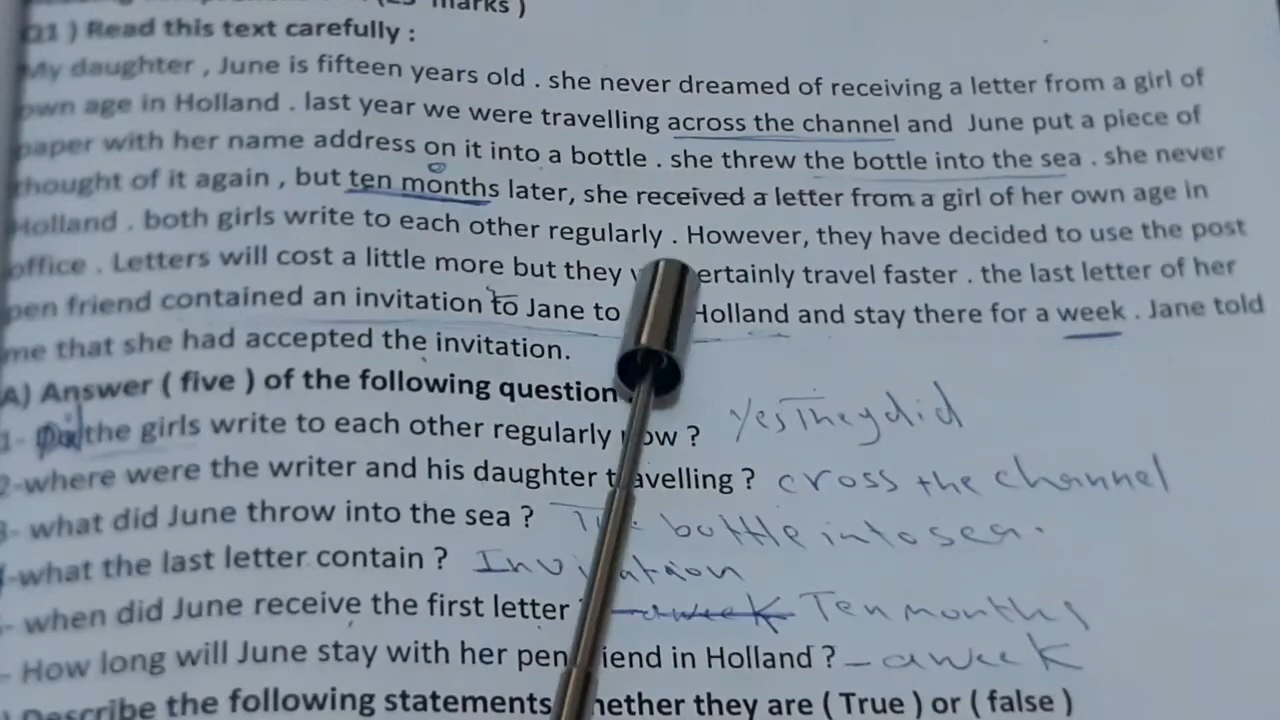 marks )
Q1 ) Read this text carefully :
My daughter , June is fifteen years old . she never dreamed of receiving a letter from a girl of
own age in Holland . last year we were travelling across the channel and June put a piece of
paper with her name address on it into a bottle . she threw the bottle into the sea . she never
thought of it again , but ten months later, she received a letter from a girl of her own age in
Holland . both girls write to each other regularly . However, they have decided to use the post
office . Letters will cost a little more but they certainly travel faster . the last letter of her
pen friend contained an invitation to Jane to Holland and stay there for a week . Jane told
me that she had accepted the invitation.
A) Answer ( five ) of the following question
1- the girls write to each other regularly now ? Yes They did
2-where were the writer and his daughter travelling ? cross the channel
3- what did June throw into the sea ? The bottle into sea.
-what the last letter contain ? Invitation
- when did June receive the first letter a week Ten months
- How long will June stay with her pen friend in Holland ? – a week
Describe the following statements whether they are ( True ) or ( false )